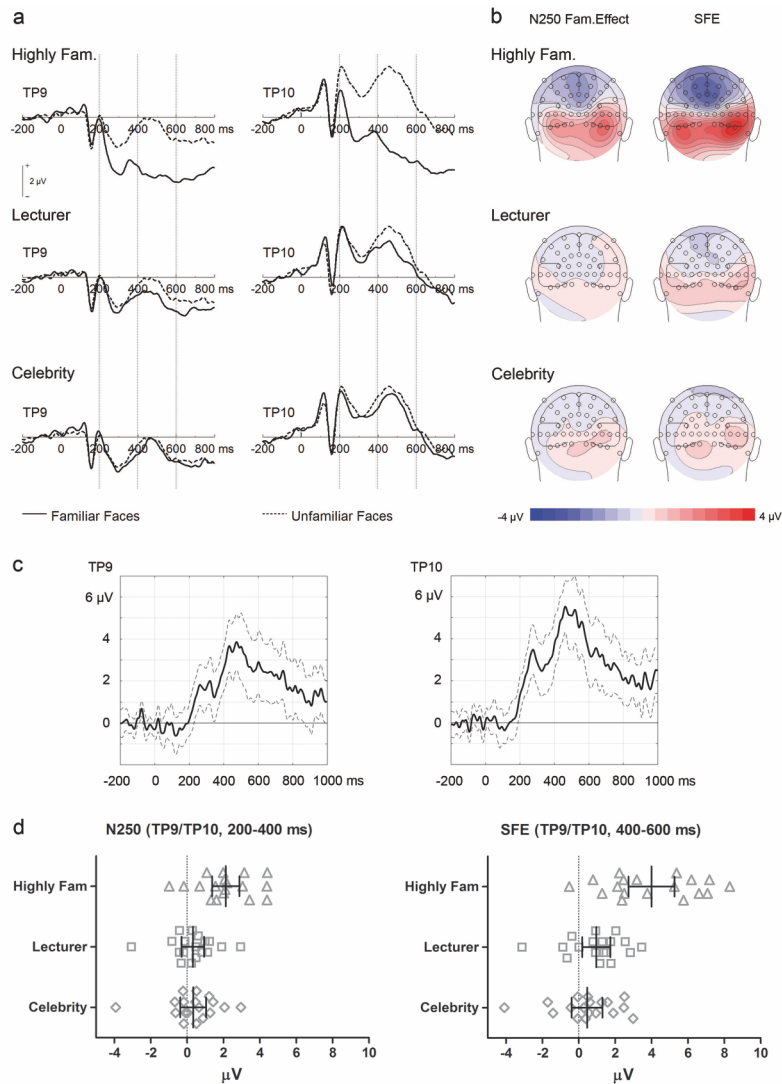 a
b
N250 Fam.Effect SFE
Highly Fam.
Highly Fam.
TP9 TP10
-200 0 200 400 600 800 ms
-200 0 200 400 600 800 ms
+
2 µV
-
Lecturer
Lecturer
TP9 TP10
-200 0 200 400 600 800
-200 0 200 400 600 800
Celebrity
Celebrity
TP9 TP10
-200 0 200 400 600 800
-200 0 200 400 600 800
Familiar Faces Unfamiliar Faces
-4 µV 4 µV
c
TP9
6 µV
4
2
0
-200 0 200 400 600 800 1000 ms
TP10
6 µV
4
2
0
-200 0 200 400 600 800 1000 ms
d
N250 (TP9/TP10, 200-400 ms)
Highly Fam
Lecturer
Celebrity
-4 -2 0 2 4 6 8 10
µV
SFE (TP9/TP10, 400-600 ms)
Highly Fam
Lecturer
Celebrity
-4 -2 0 2 4 6 8 10
µV